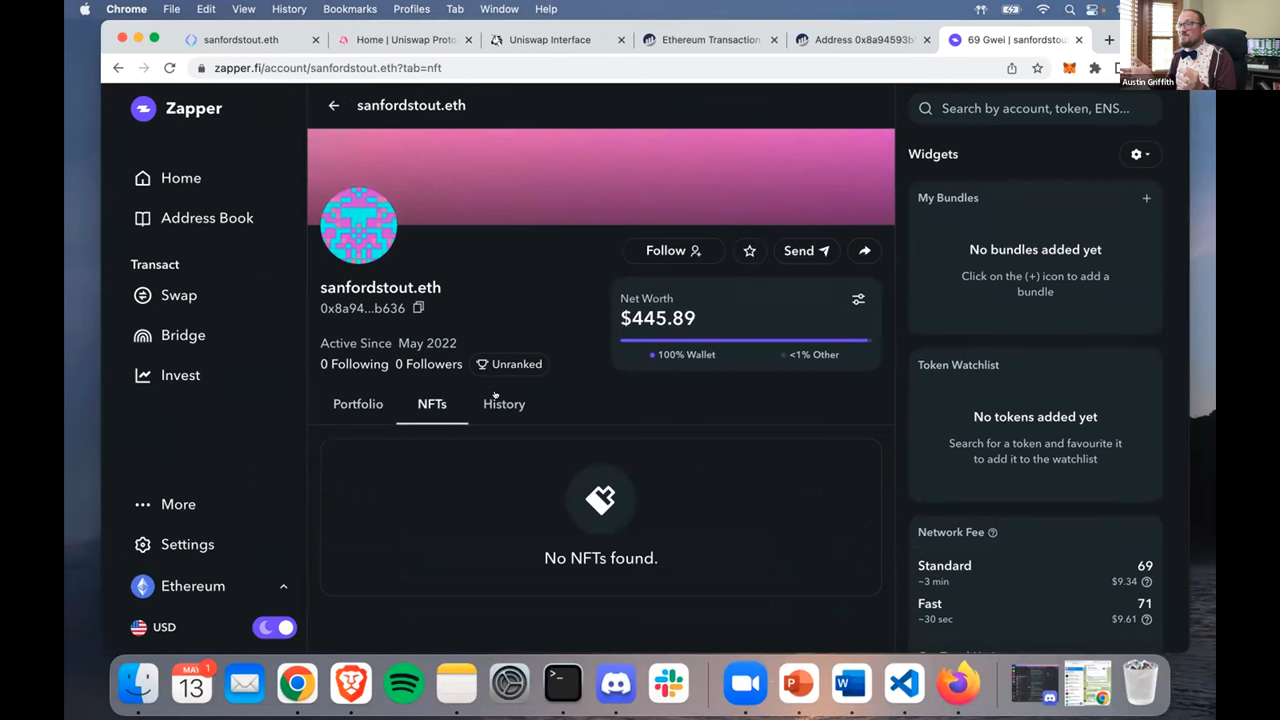 Chrome File Edit View History Bookmarks Profiles Tab Window Help
sanfordstout.eth
Home | Uniswap Proto
Uniswap Interface
Ethereum Transac
Address 0x8a94593b
69 Gwei | sanfordstou
zapper.fi/account/sanfordstout.eth?tab=nft
Austin Griffith
Zapper
Home
Address Book
Transact
Swap
Bridge
Invest
More
Settings
Ethereum
USD
sanfordstout.eth
Follow
Send
sanfordstout.eth
0x8a94...b636
Active Since May 2022
0 Following 0 Followers Unranked
Net Worth
$445.89
100% Wallet <1% Other
Portfolio NFTs History
No NFTs found.
Search by account, token, ENS...
Widgets
My Bundles
No bundles added yet
Click on the (+) icon to add a
bundle
Token Watchlist
No tokens added yet
Search for a token and favourite it
to add it to the watchlist
Network Fee
Standard 69
~3 min $9.34
Fast 71
~30 sec $9.61
MAY 1
13